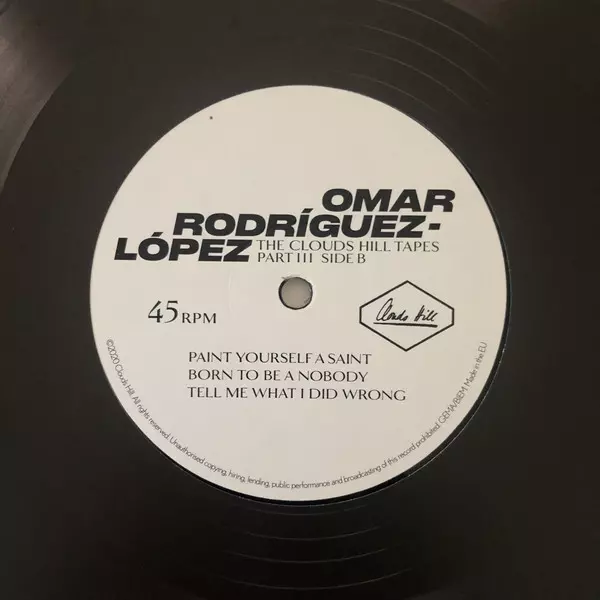 OMAR
RODRÍGUEZ-
LÓPEZ THE CLOUDS HILL TAPES
PART III SIDE B
45 RPM
Clouds Hill
PAINT YOURSELF A SAINT
BORN TO BE A NOBODY
TELL ME WHAT I DID WRONG
©2020 Clouds Hill. All rights reserved. Unauthorised copying, hiring, lending, public performance and broadcasting of this record prohibited. GEMA/BIEM. Made in the EU